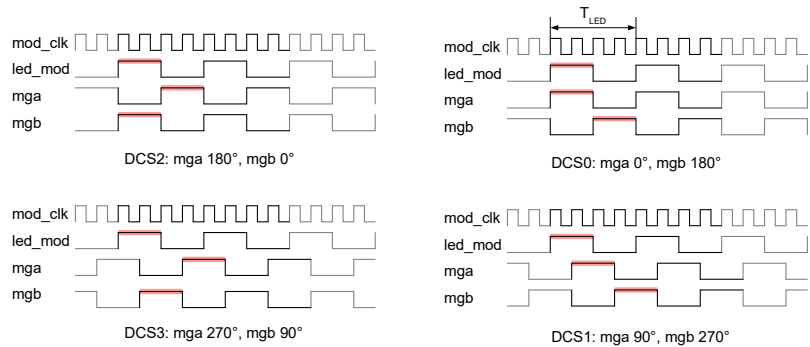 mod_clk
led_mod
mga
mgb
DCS2: mga 180°, mgb 0°
T_LED
mod_clk
led_mod
mga
mgb
DCS0: mga 0°, mgb 180°
mod_clk
led_mod
mga
mgb
DCS3: mga 270°, mgb 90°
mod_clk
led_mod
mga
mgb
DCS1: mga 90°, mgb 270°